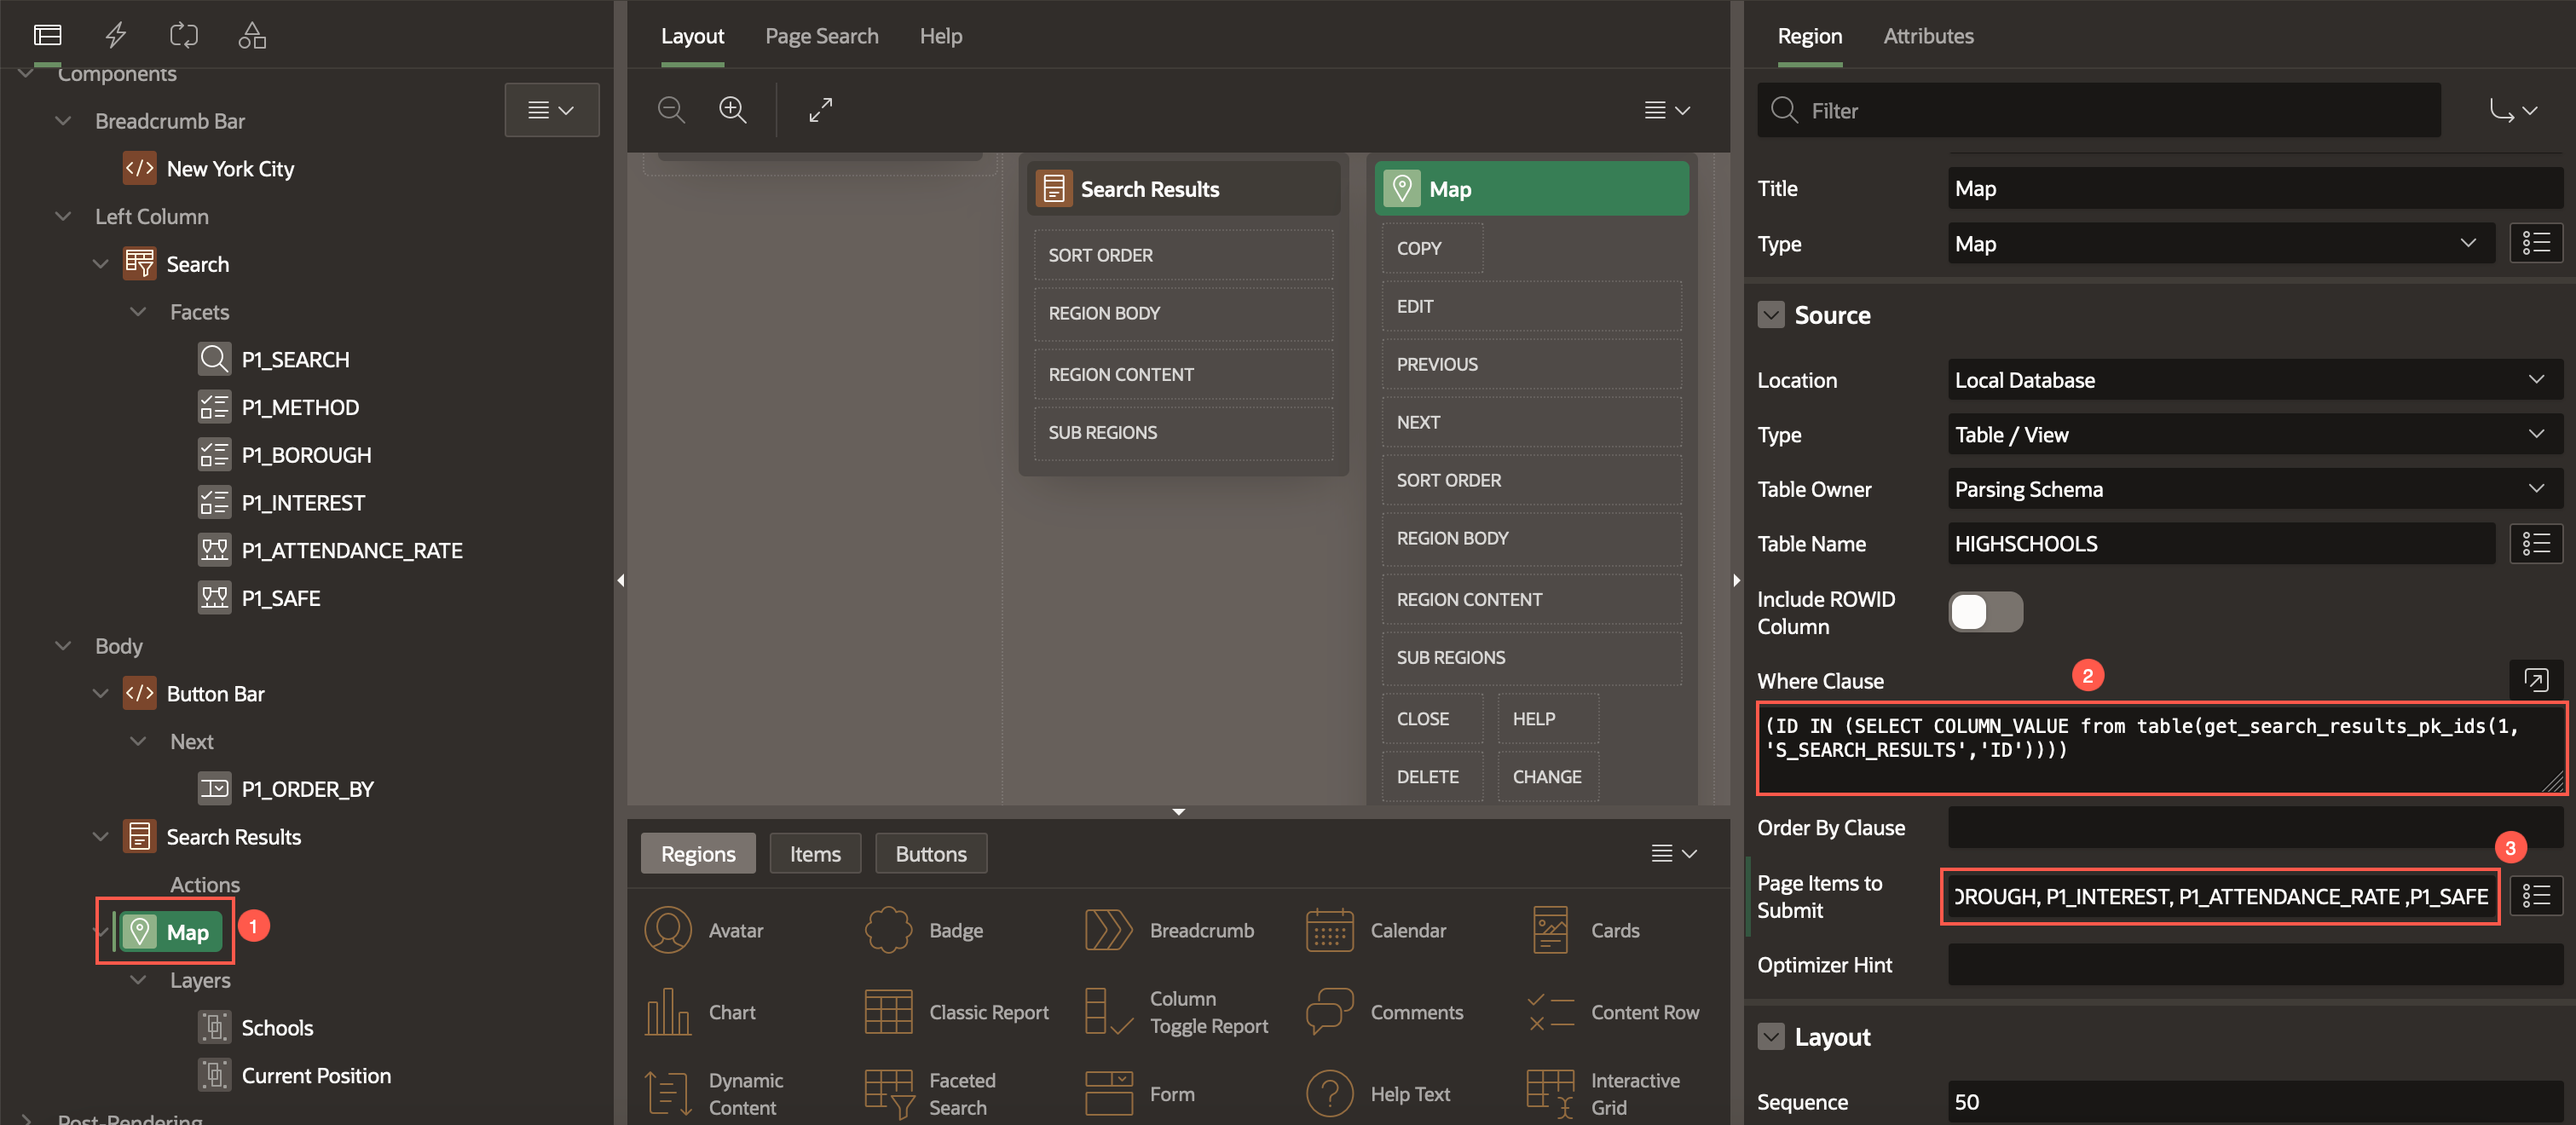 Components
Breadcrumb Bar
New York City
Left Column
Search
Facets
P1_SEARCH
P1_METHOD
P1_BOROUGH
P1_INTEREST
P1_ATTENDANCE_RATE
P1_SAFE
Body
Button Bar
Next
P1_ORDER_BY
Search Results
Actions
Map
1
Layers
Schools
Current Position
Post-Rendering
Layout
Page Search
Help
Search Results
SORT ORDER
REGION BODY
REGION CONTENT
SUB REGIONS
Map
COPY
EDIT
PREVIOUS
NEXT
SORT ORDER
REGION BODY
REGION CONTENT
SUB REGIONS
CLOSE
HELP
DELETE
CHANGE
Regions
Items
Buttons
Avatar
Badge
Breadcrumb
Calendar
Cards
Chart
Classic Report
Column
Toggle Report
Comments
Content Row
Dynamic
Content
Faceted
Search
Form
Help Text
Interactive
Grid
Region
Attributes
Filter
Title
Map
Type
Map
Source
Location
Local Database
Type
Table / View
Table Owner
Parsing Schema
Table Name
HIGHSCHOOLS
Include ROWID
Column
Where Clause
2
(ID IN (SELECT COLUMN_VALUE from table(get_search_results_pk_ids(1,
'S_SEARCH_RESULTS','ID'))))
Order By Clause
3
Page Items to
Submit
OROUGH, P1_INTEREST, P1_ATTENDANCE_RATE ,P1_SAFE
Optimizer Hint
Layout
Sequence
50